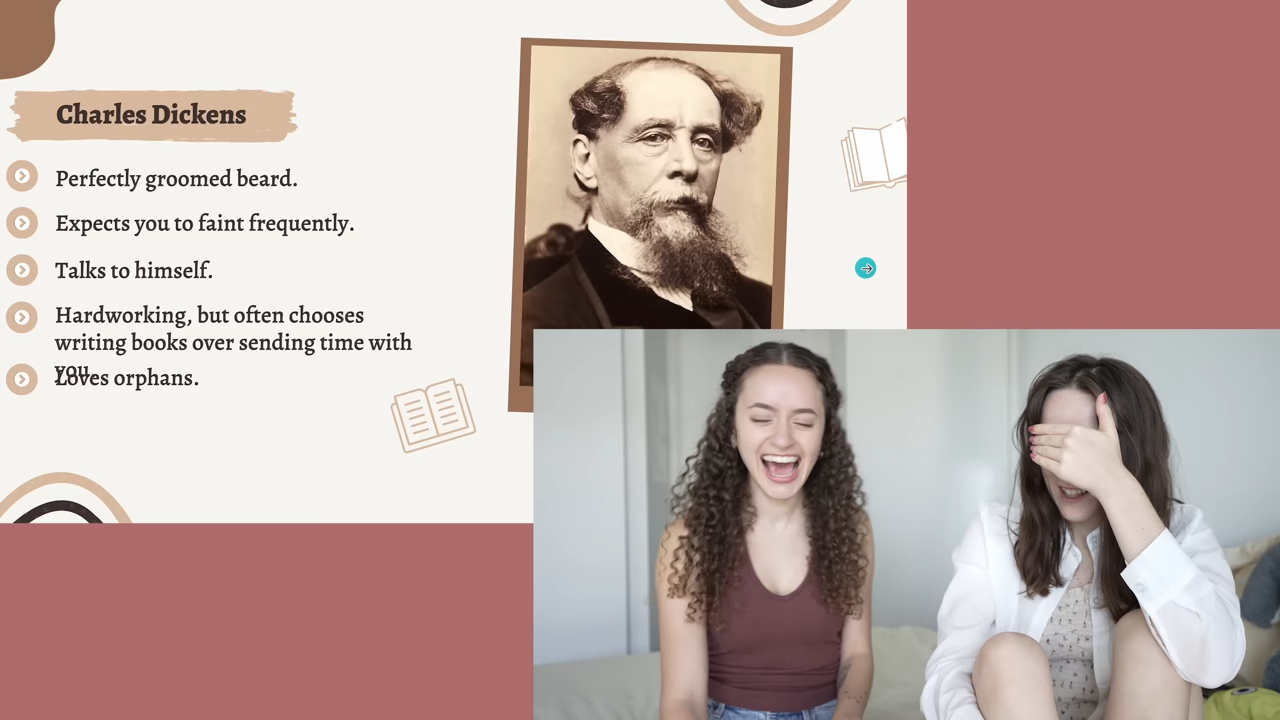 Charles Dickens
Perfectly groomed beard.
Expects you to faint frequently.
Talks to himself.
Hardworking, but often chooses
writing books over sending time with
you.
Loves orphans.